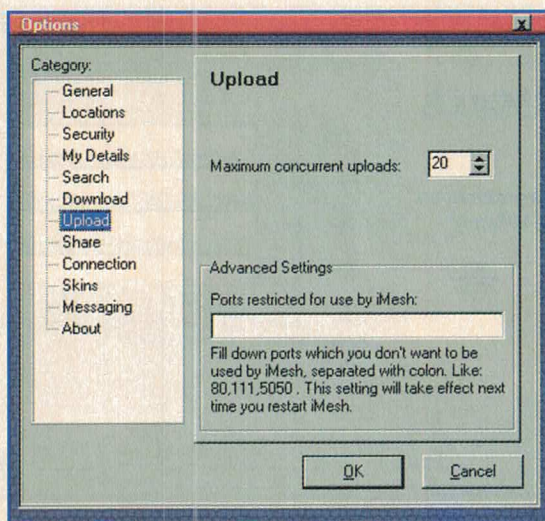 Options
Category:
General
Locations
Security
My Details
Search
Download
Upload
Share
Connection
Skins
Messaging
About
Upload
Maximum concurrent uploads: 20
Advanced Settings
Ports restricted for use by iMesh:
Fill down ports which you don't want to be
used by iMesh, separated with colon. Like:
80,111,5050 . This setting will take effect next
time you restart iMesh.
OK
Cancel